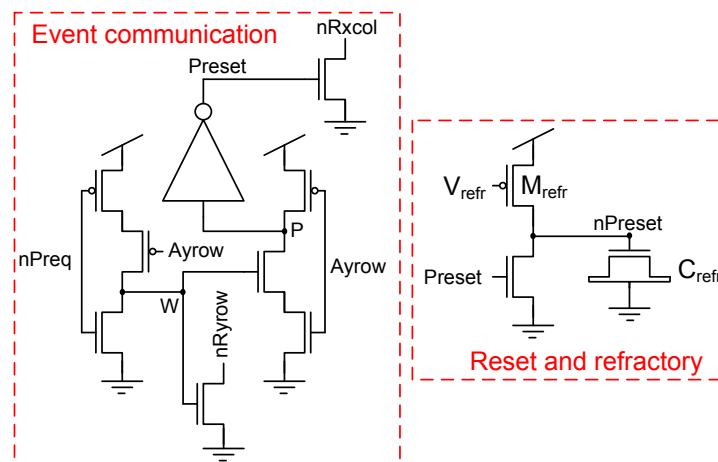 Event communication
nRxcol
Preset
Vrefr
Mrefr
nPreset
P
Ayrow
nPreq
Ayrow
Preset
Crefr
W
nRyrow
Reset and refractory